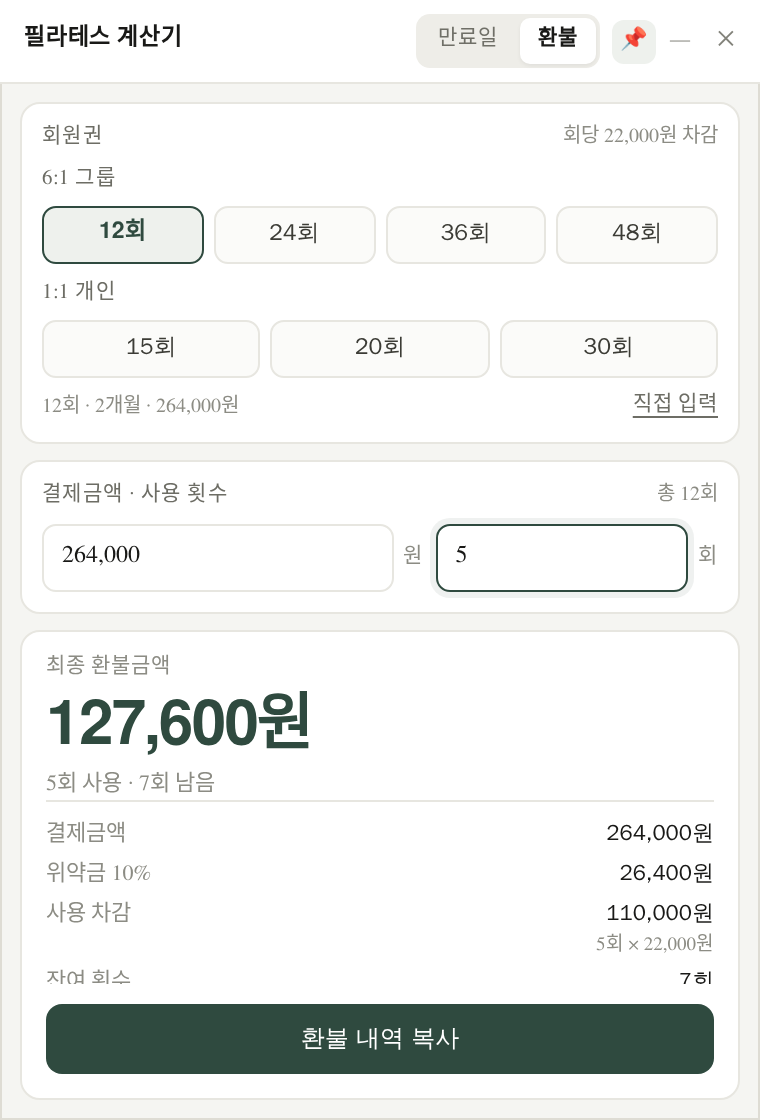 필라테스 계산기 만료일 환불
회원권 회당 22,000원 차감
6:1 그룹
12회 24회 36회 48회
1:1 개인
15회 20회 30회
12회 · 2개월 · 264,000원 직접 입력
결제금액 · 사용 횟수 총 12회
264,000 원 5 회
최종 환불금액
127,600원
5회 사용 · 7회 남음
결제금액 264,000원
위약금 10% 26,400원
사용 차감 110,000원
5회 × 22,000원
잔여 횟수 7회
환불 내역 복사